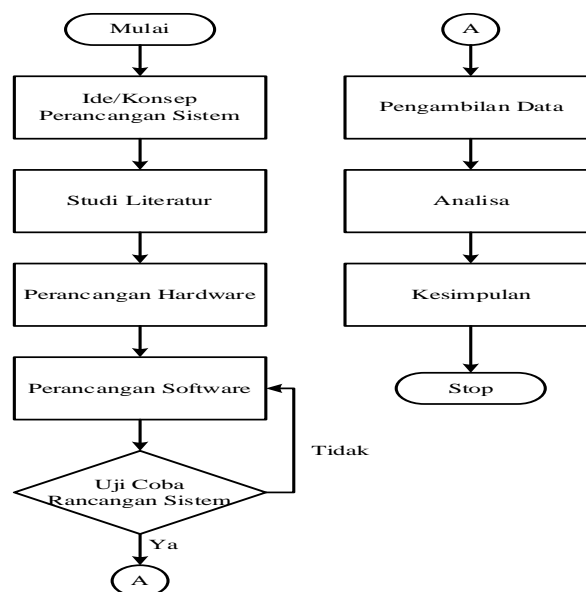 Mulai
Ide/Konsep
Perancangan Sistem
Studi Literatur
Perancangan Hardware
Perancangan Software
Tidak
Uji Coba
Rancangan Sistem
Ya
A
A
Pengambilan Data
Analisa
Kesimpulan
Stop